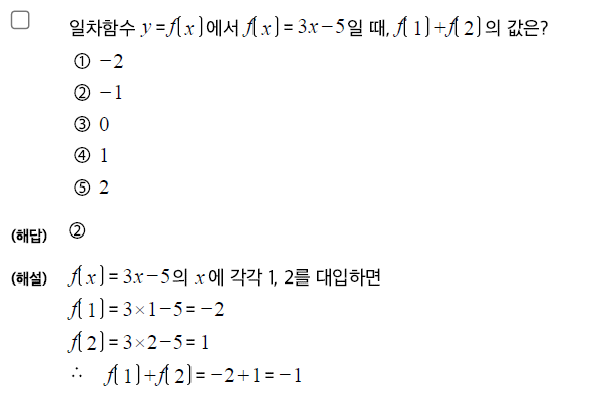 일차함수 y=f(x)에서 f(x)=3x−5일 때, f(1)+f(2)의 값은?
① −2
② −1
③ 0
④ 1
⑤ 2
(해답) ②
(해설) f(x)=3x−5의 x에 각각 1, 2를 대입하면
f(1)=3×1−5=−2
f(2)=3×2−5=1
∴ f(1)+f(2)=−2+1=−1